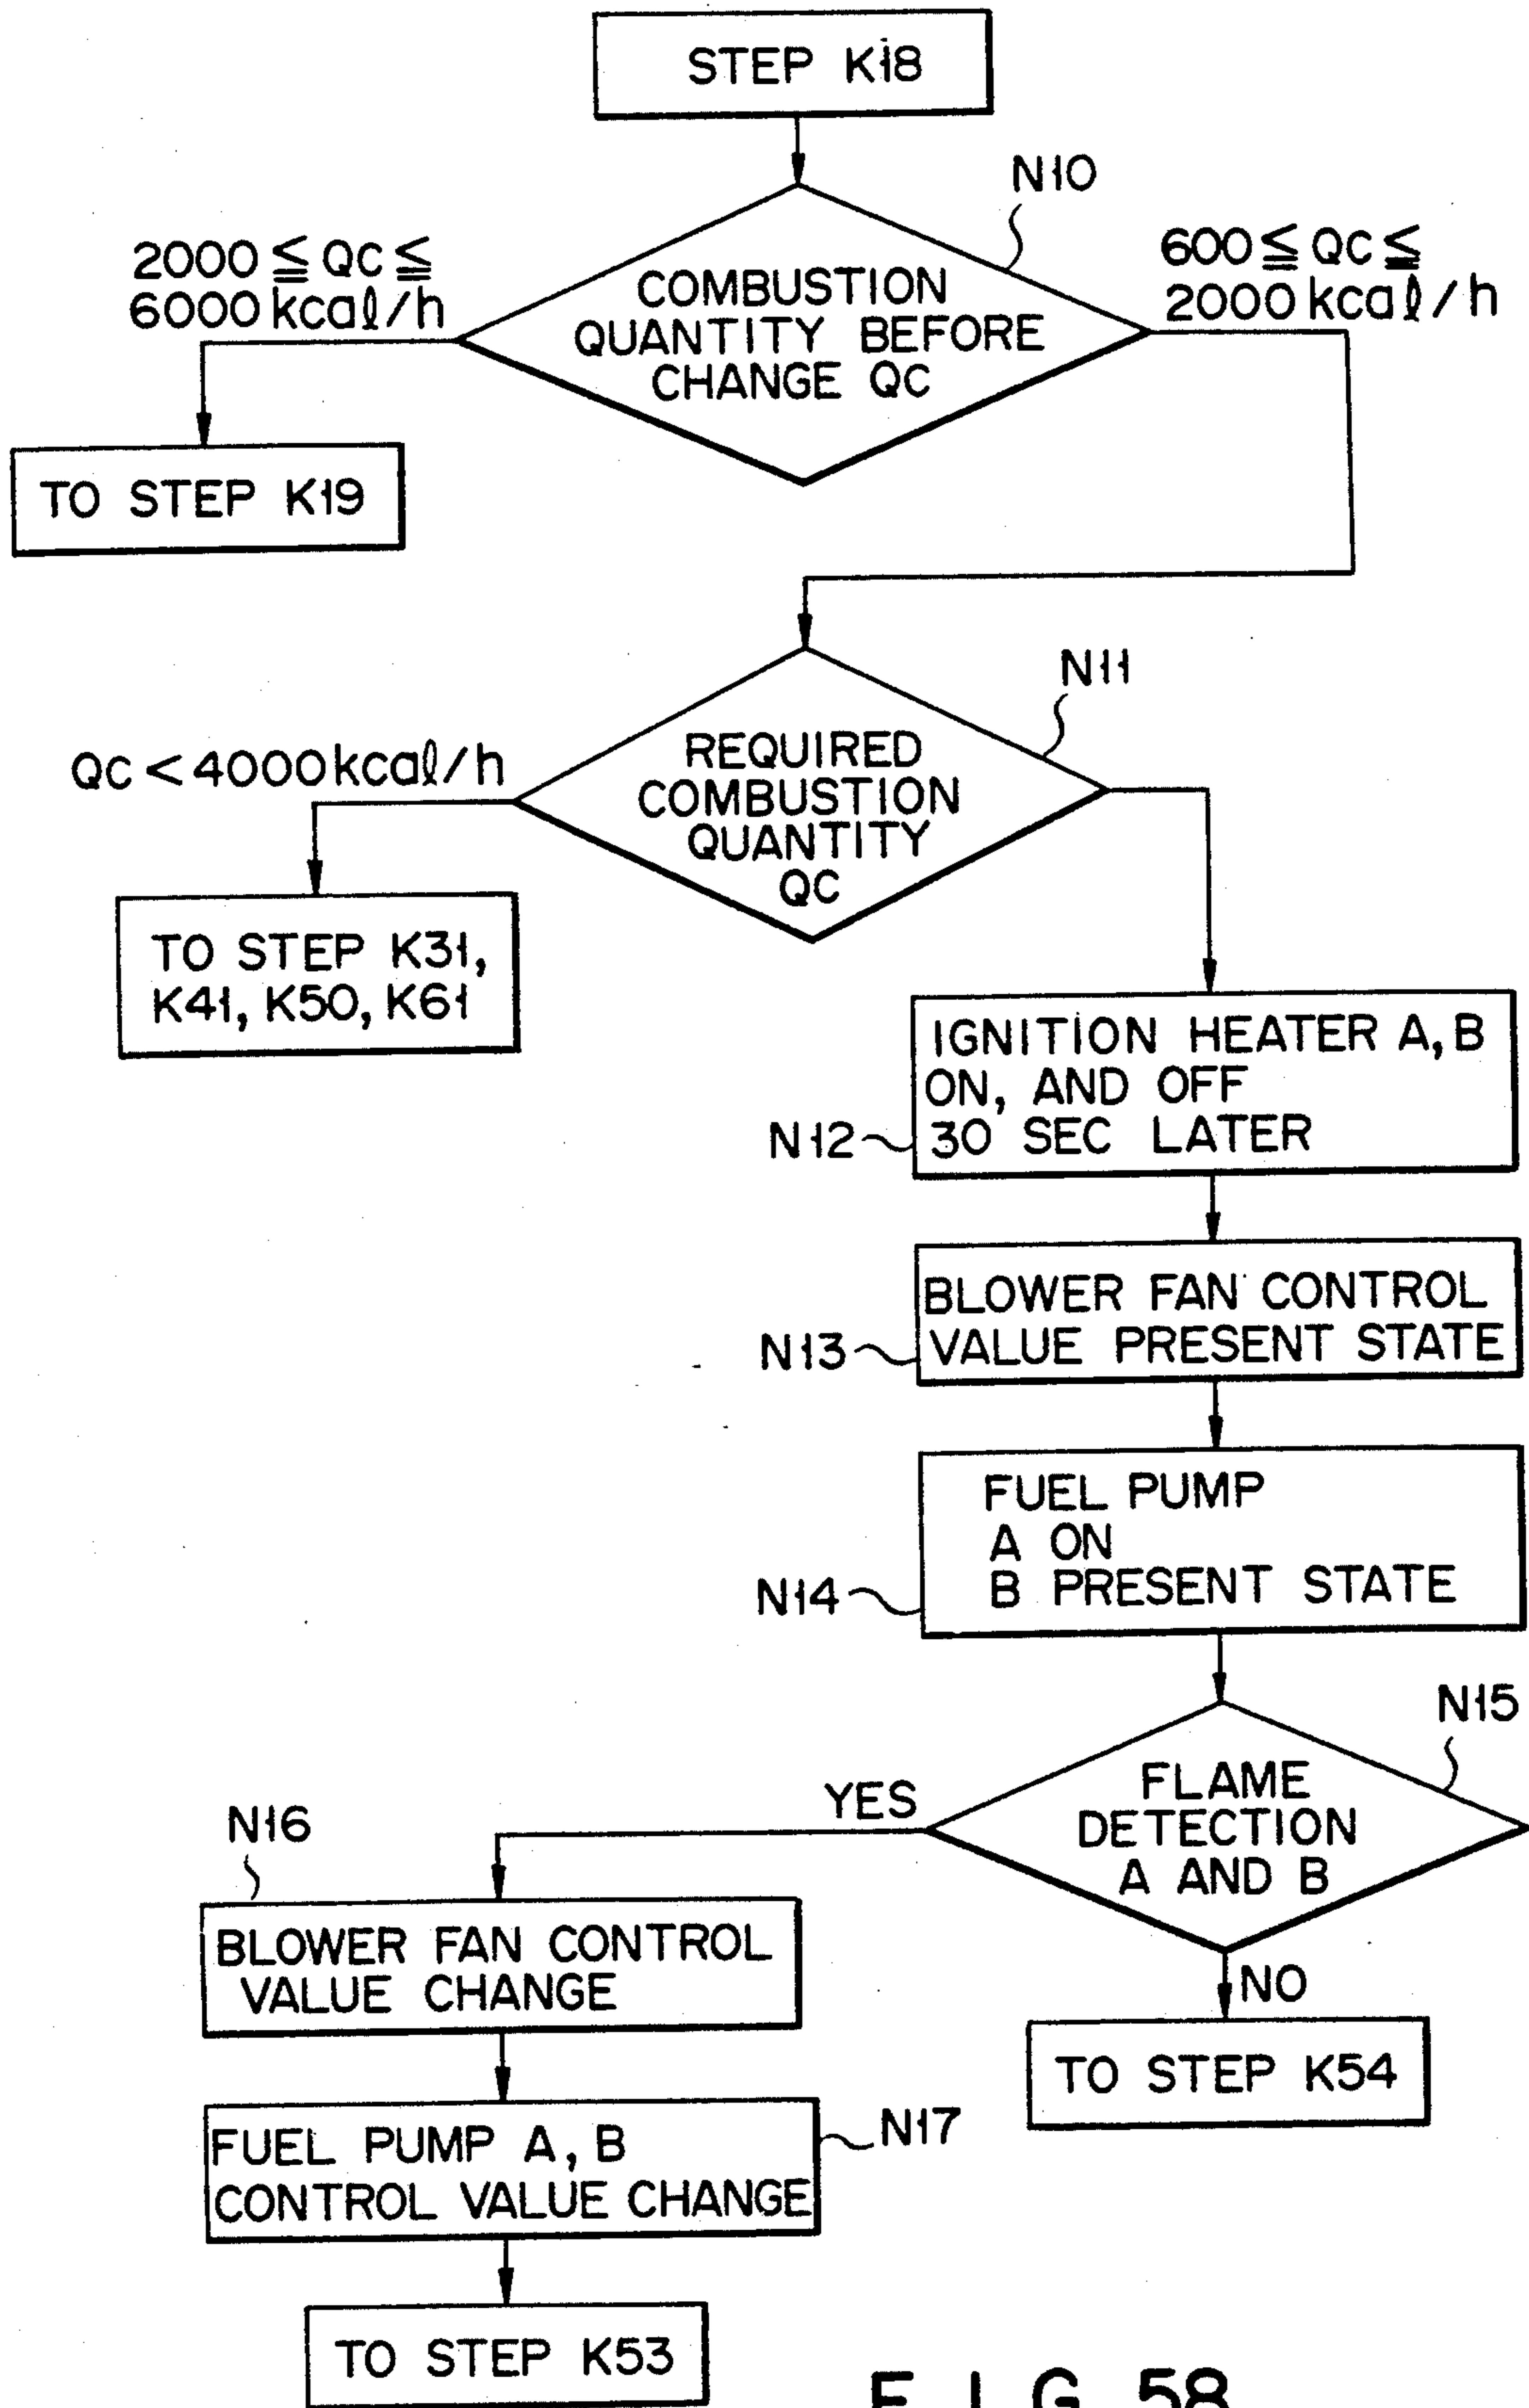 STEP K18
N10
2000 ≦ QC ≦
6000 kcal/h
COMBUSTION
QUANTITY BEFORE
CHANGE QC
600 ≦ QC ≦
2000 kcal/h
TO STEP K19
N11
QC < 4000 kcal/h
REQUIRED
COMBUSTION
QUANTITY
QC
TO STEP K31,
K41, K50, K61
IGNITION HEATER A, B
ON, AND OFF
30 SEC LATER
N12
BLOWER FAN CONTROL
VALUE PRESENT STATE
N13
FUEL PUMP
A ON
B PRESENT STATE
N14
N15
FLAME
DETECTION
A AND B
YES
NO
N16
BLOWER FAN CONTROL
VALUE CHANGE
TO STEP K54
FUEL PUMP A, B
CONTROL VALUE CHANGE
N17
TO STEP K53
FIG. 58